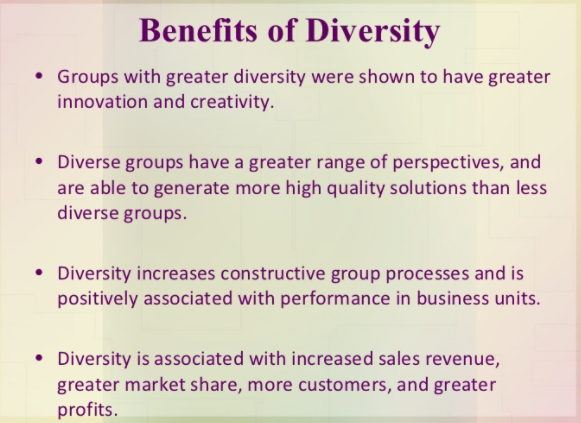 Benefits of Diversity
• Groups with greater diversity were shown to have greater
innovation and creativity.
• Diverse groups have a greater range of perspectives, and
are able to generate more high quality solutions than less
diverse groups.
• Diversity increases constructive group processes and is
positively associated with performance in business units.
• Diversity is associated with increased sales revenue,
greater market share, more customers, and greater
profits.